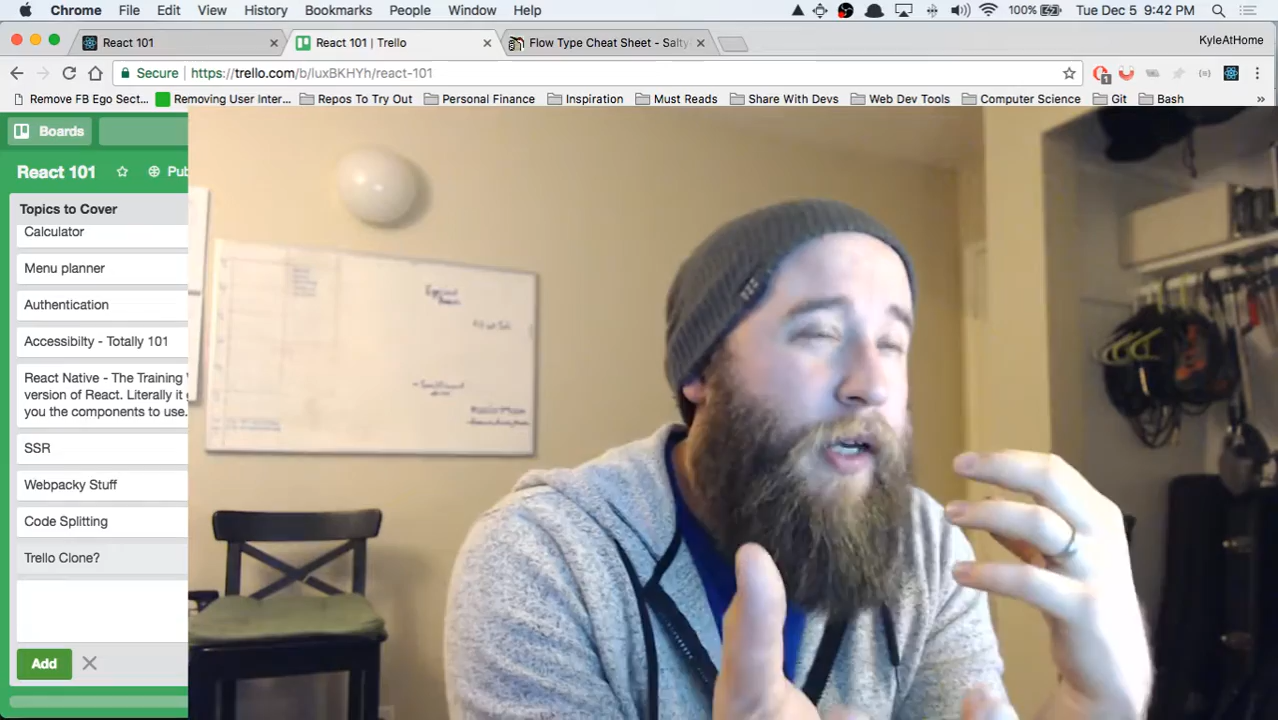 Chrome File Edit View History Bookmarks People Window Help 100% Tue Dec 5 9:42 PM
React 101 React 101 | Trello Flow Type Cheat Sheet - Salty KyleAtHome
Secure https://trello.com/b/IuxBKHYh/react-101 1
Remove FB Ego Sect... Removing User Inter... Repos To Try Out Personal Finance Inspiration Must Reads Share With Devs Web Dev Tools Computer Science Git Bash »
Boards
React 101 Pu
Topics to Cover
Calculator
Menu planner
Authentication
Accessibilty - Totally 101
React Native - The Training
version of React. Literally it
you the components to use.
SSR
Webpacky Stuff
Code Splitting
Trello Clone?
Add